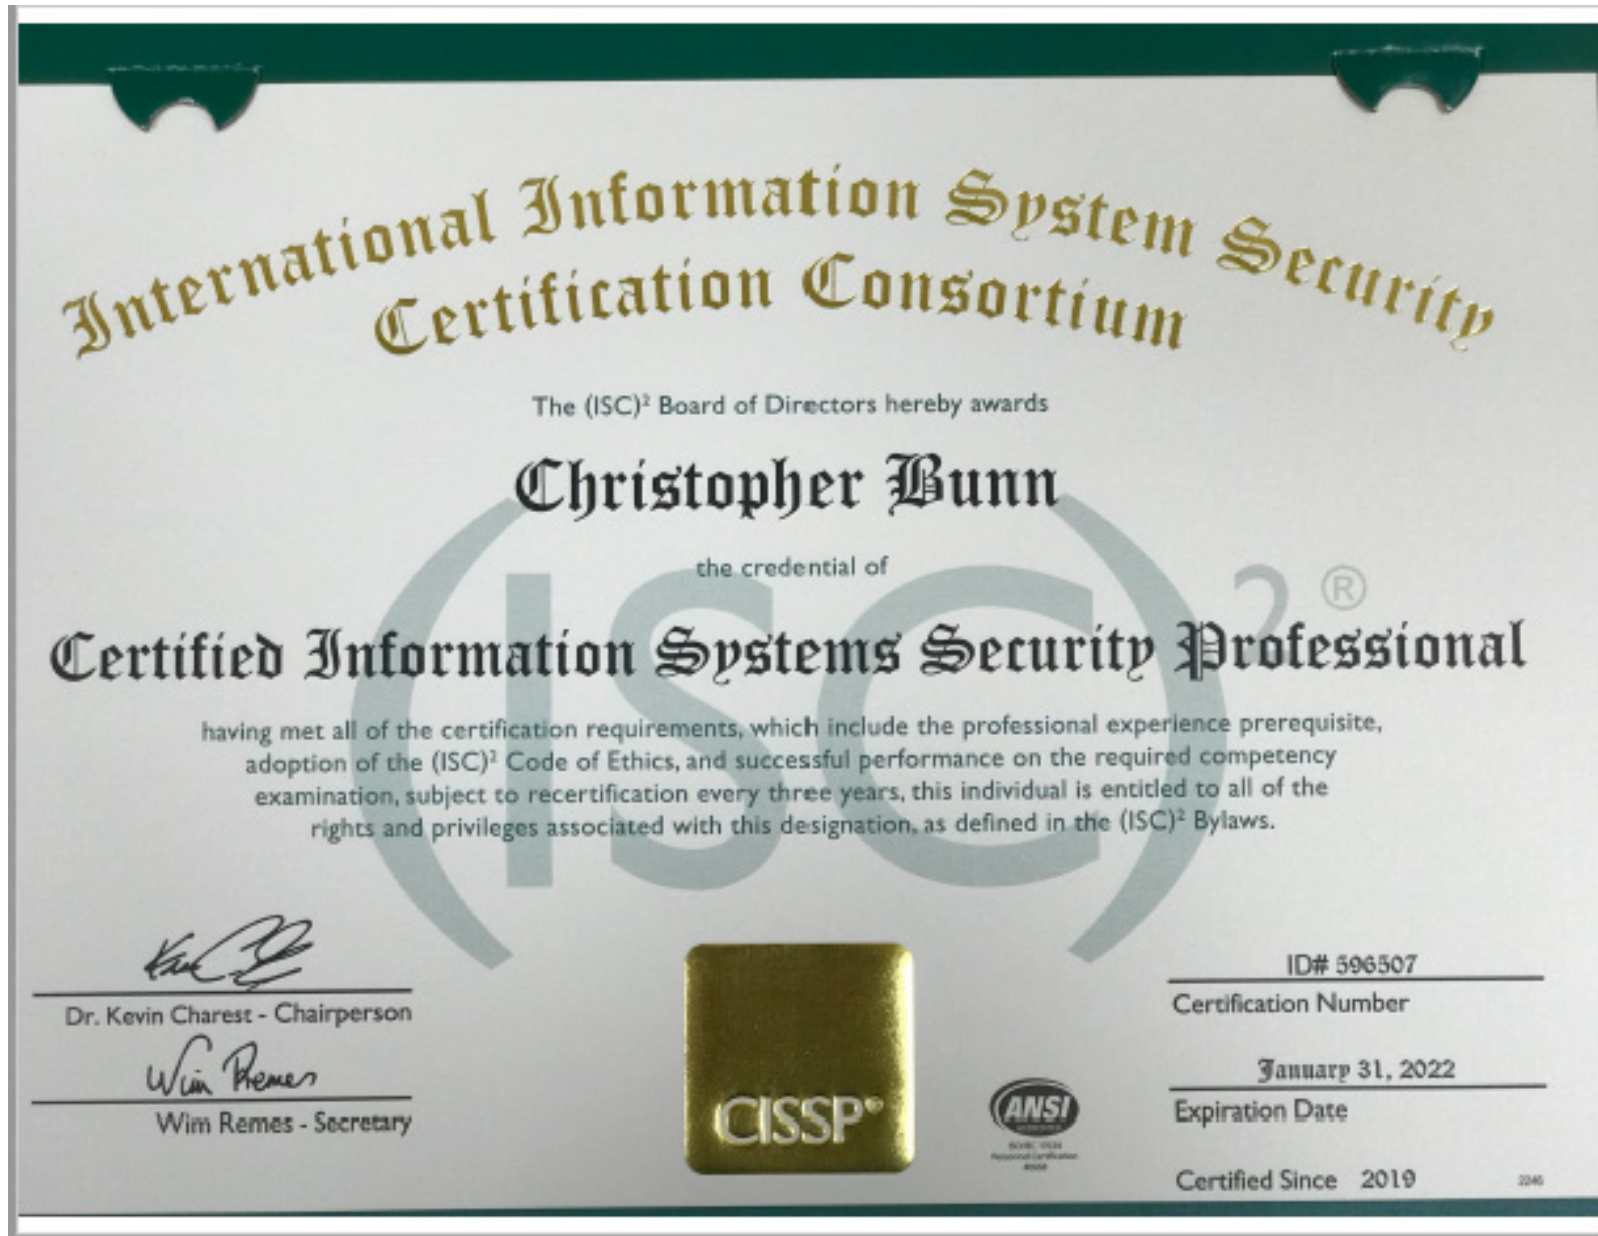 International Information System Security
Certification Consortium
The (ISC)² Board of Directors hereby awards
Christopher Bunn
the credential of
(ISC)²®
Certified Information Systems Security Professional
having met all of the certification requirements, which include the professional experience prerequisite,
adoption of the (ISC)² Code of Ethics, and successful performance on the required competency
examination, subject to recertification every three years, this individual is entitled to all of the
rights and privileges associated with this designation, as defined in the (ISC)² Bylaws.
Dr. Kevin Charest - Chairperson
Wim Remes
Wim Remes - Secretary
CISSP®
ANSI
Personnel Certification
ID# 596507
Certification Number
January 31, 2022
Expiration Date
Certified Since 2019